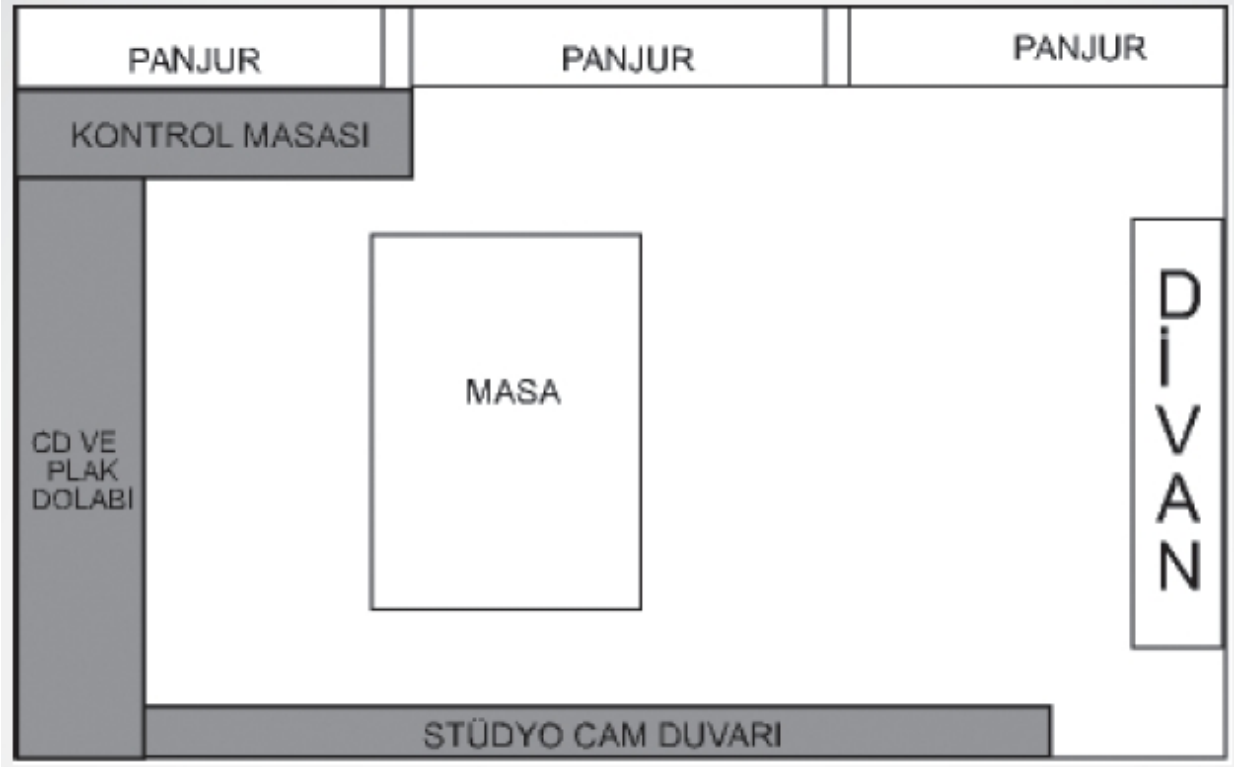 PANJUR
PANJUR
PANJUR
KONTROL MASASI
MASA
CD VE
PLAK
DOLABI
DİVAN
STÜDYO CAM DUVARI